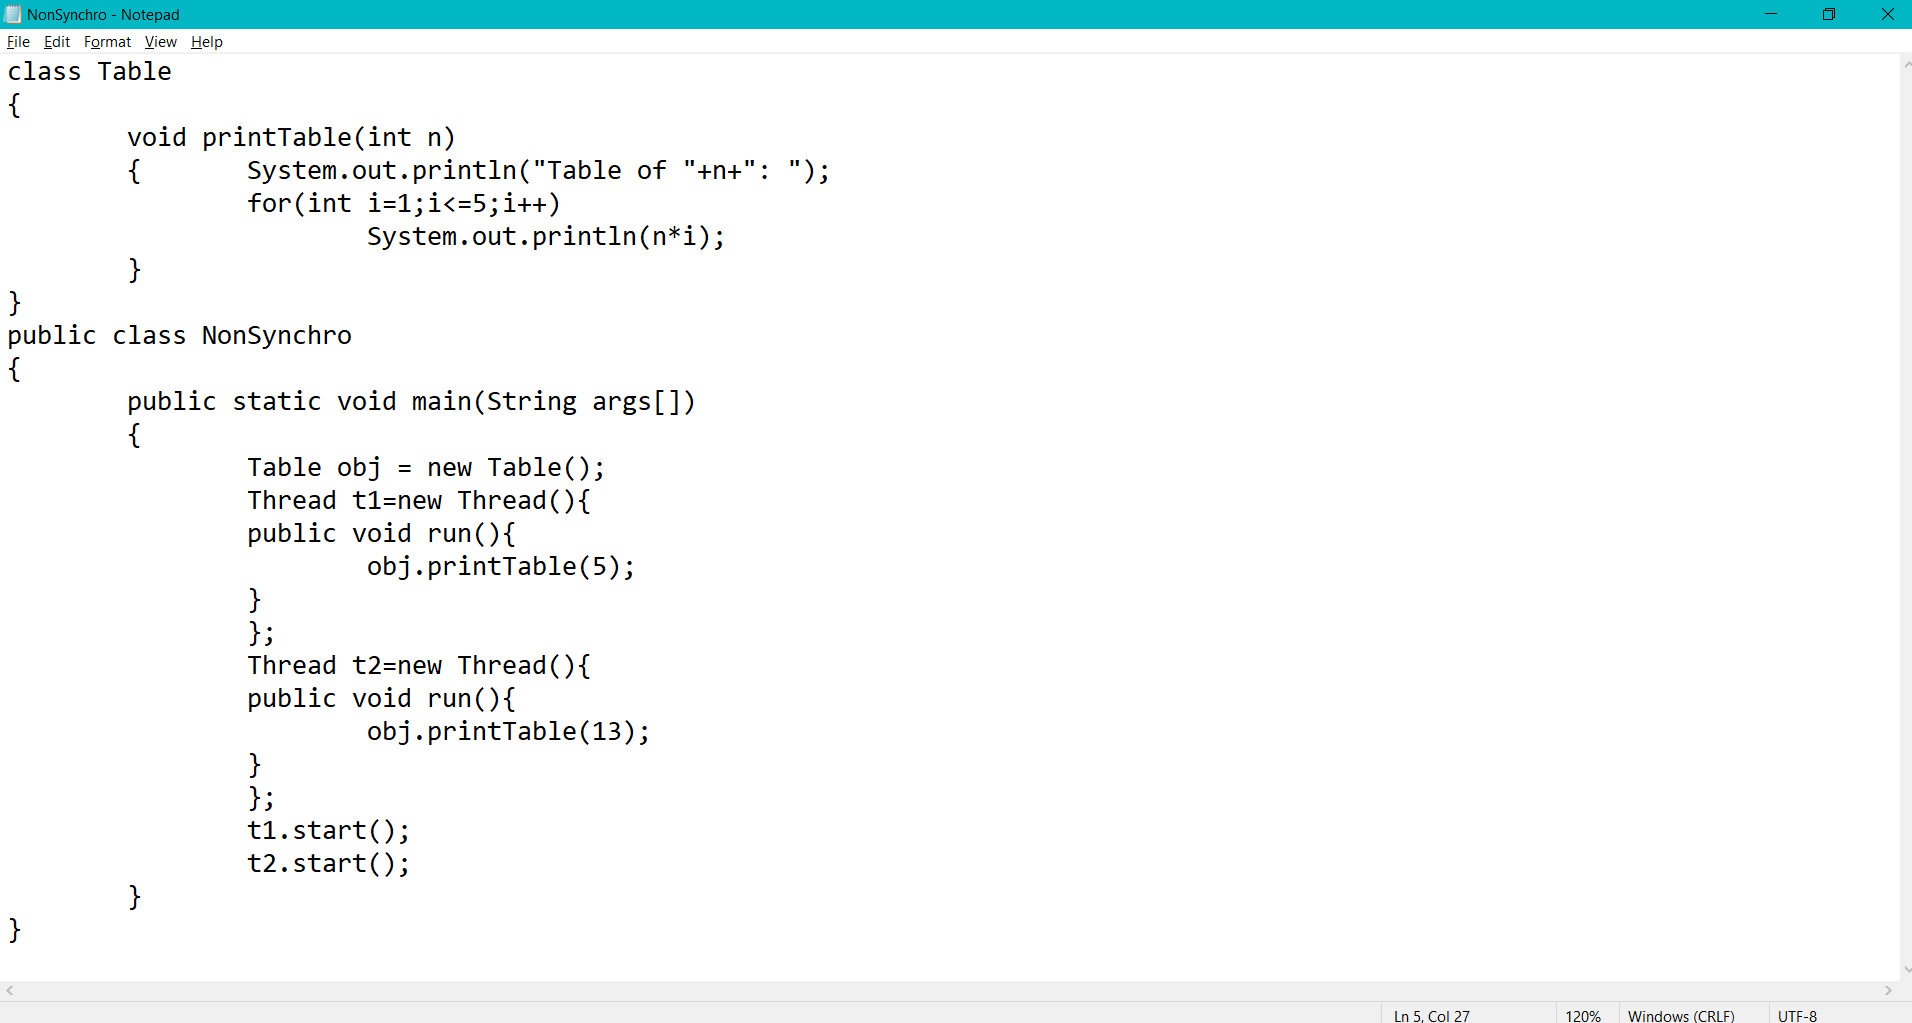 NonSynchro - Notepad
File Edit Format View Help
class Table
{
        void printTable(int n)
        {       System.out.println("Table of "+n+": ");
                for(int i=1;i<=5;i++)
                        System.out.println(n*i);
        }
}
public class NonSynchro
{
        public static void main(String args[])
        {
                Table obj = new Table();
                Thread t1=new Thread(){
                public void run(){
                        obj.printTable(5);
                }
                };
                Thread t2=new Thread(){
                public void run(){
                        obj.printTable(13);
                }
                };
                t1.start();
                t2.start();
        }
}
Ln 5, Col 27 120% Windows (CRLF) UTF-8